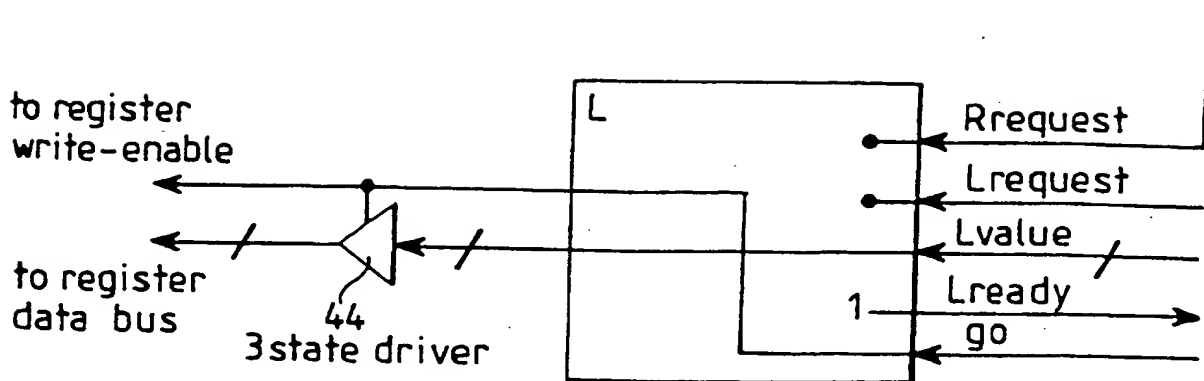 to register
write-enable
L
Rrequest
Lrequest
Lvalue
to register
data bus
44
3state driver
1
Lready
go